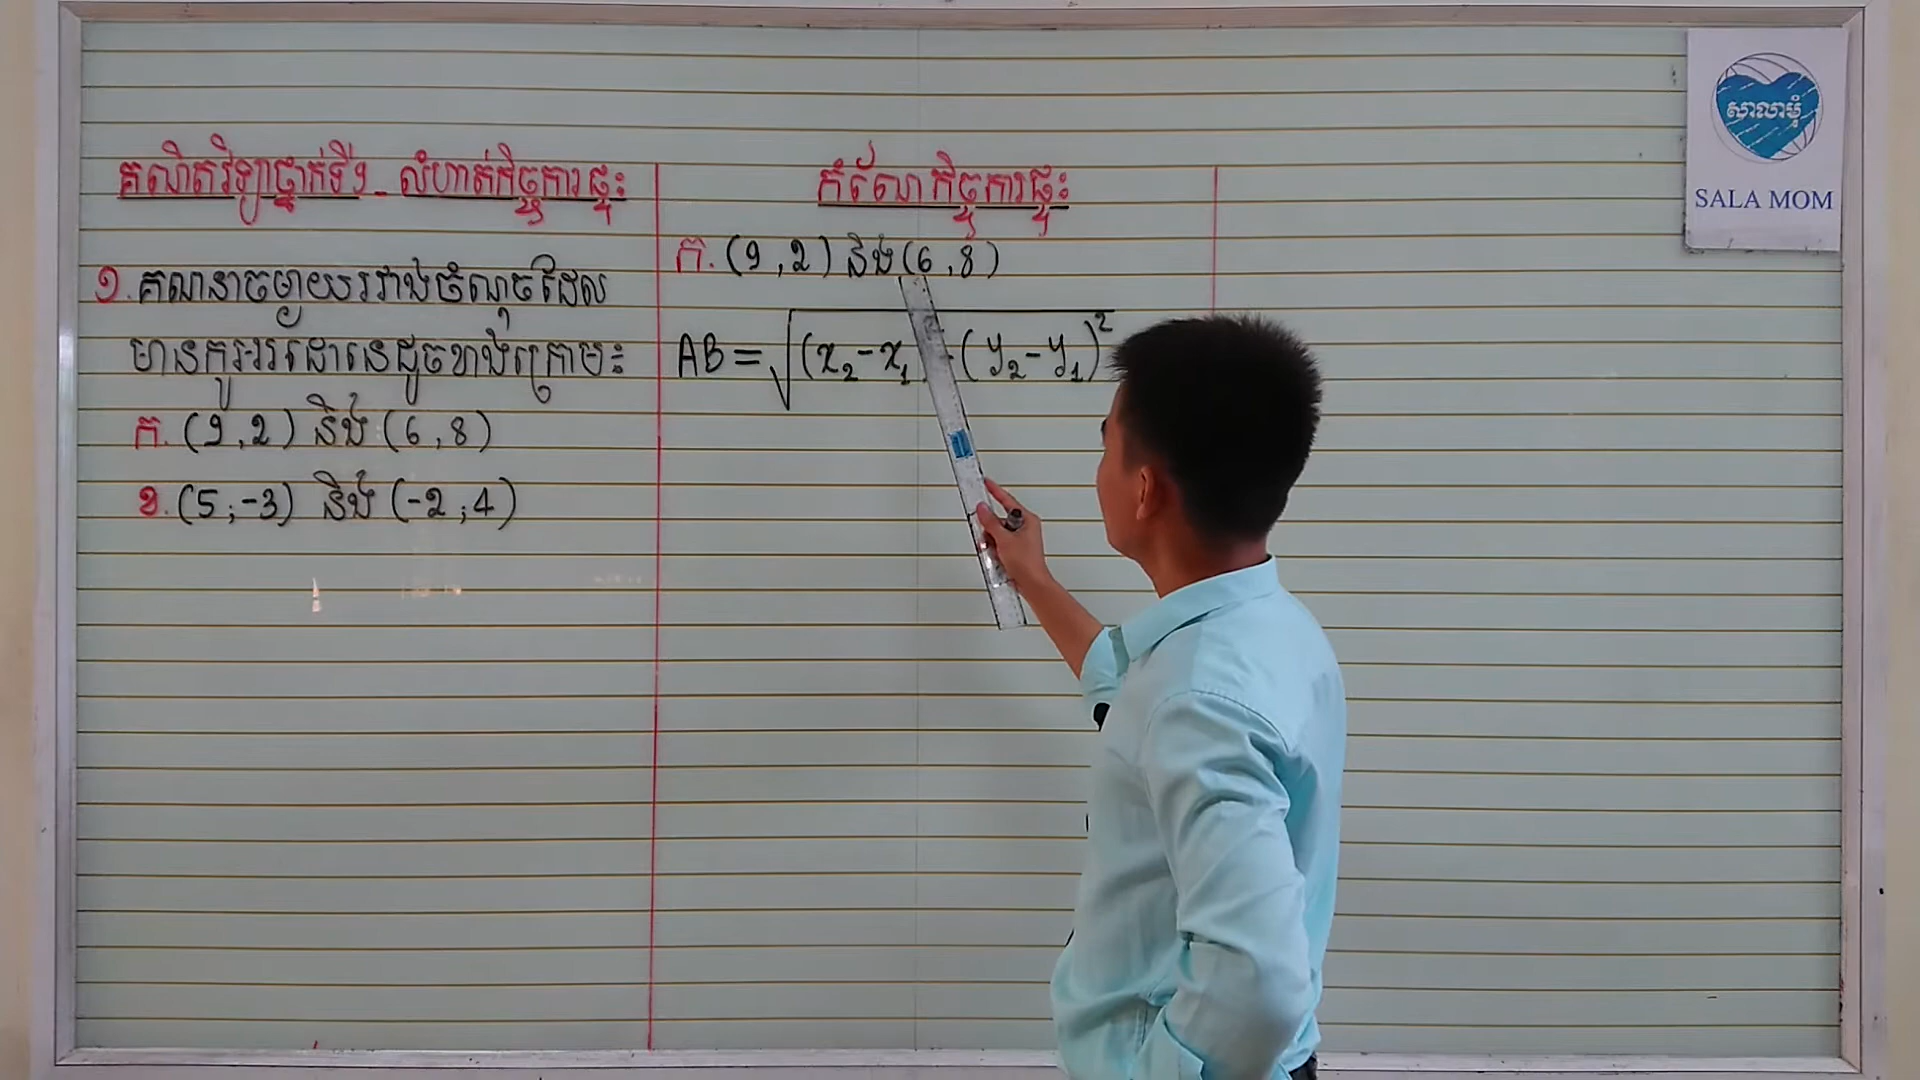 គណិតវិទ្យាថ្នាក់ទី៩ - លំហាត់កិច្ចការផ្ទះ
១. គណនាចម្ងាយរវាងចំណុចដែល
មានកូអរដោនេដូចខាងក្រោម៖
ក. (9,2) និង (6,8)
ខ. (5;-3) និង (-2;4)
កំណែកិច្ចការផ្ទះ
ក. (9,2) និង (6,8)
AB = √(x₂-x₁) (y₂-y₁)²
សាលាមុំ
SALA MOM